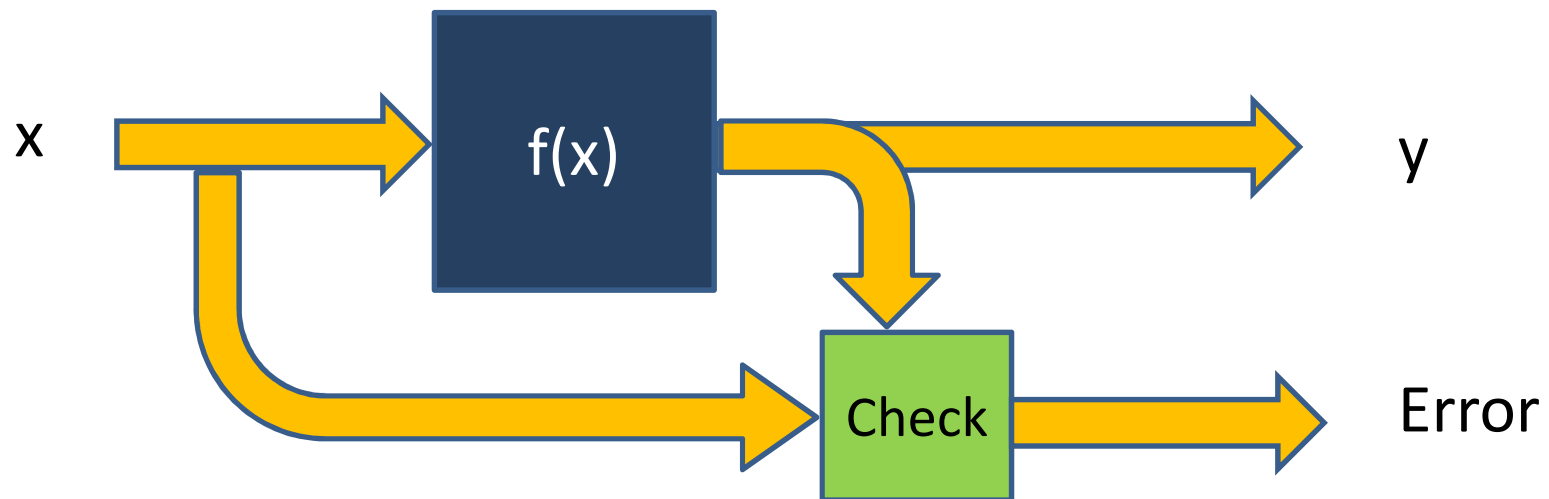 x
f(x)
y
Check
Error